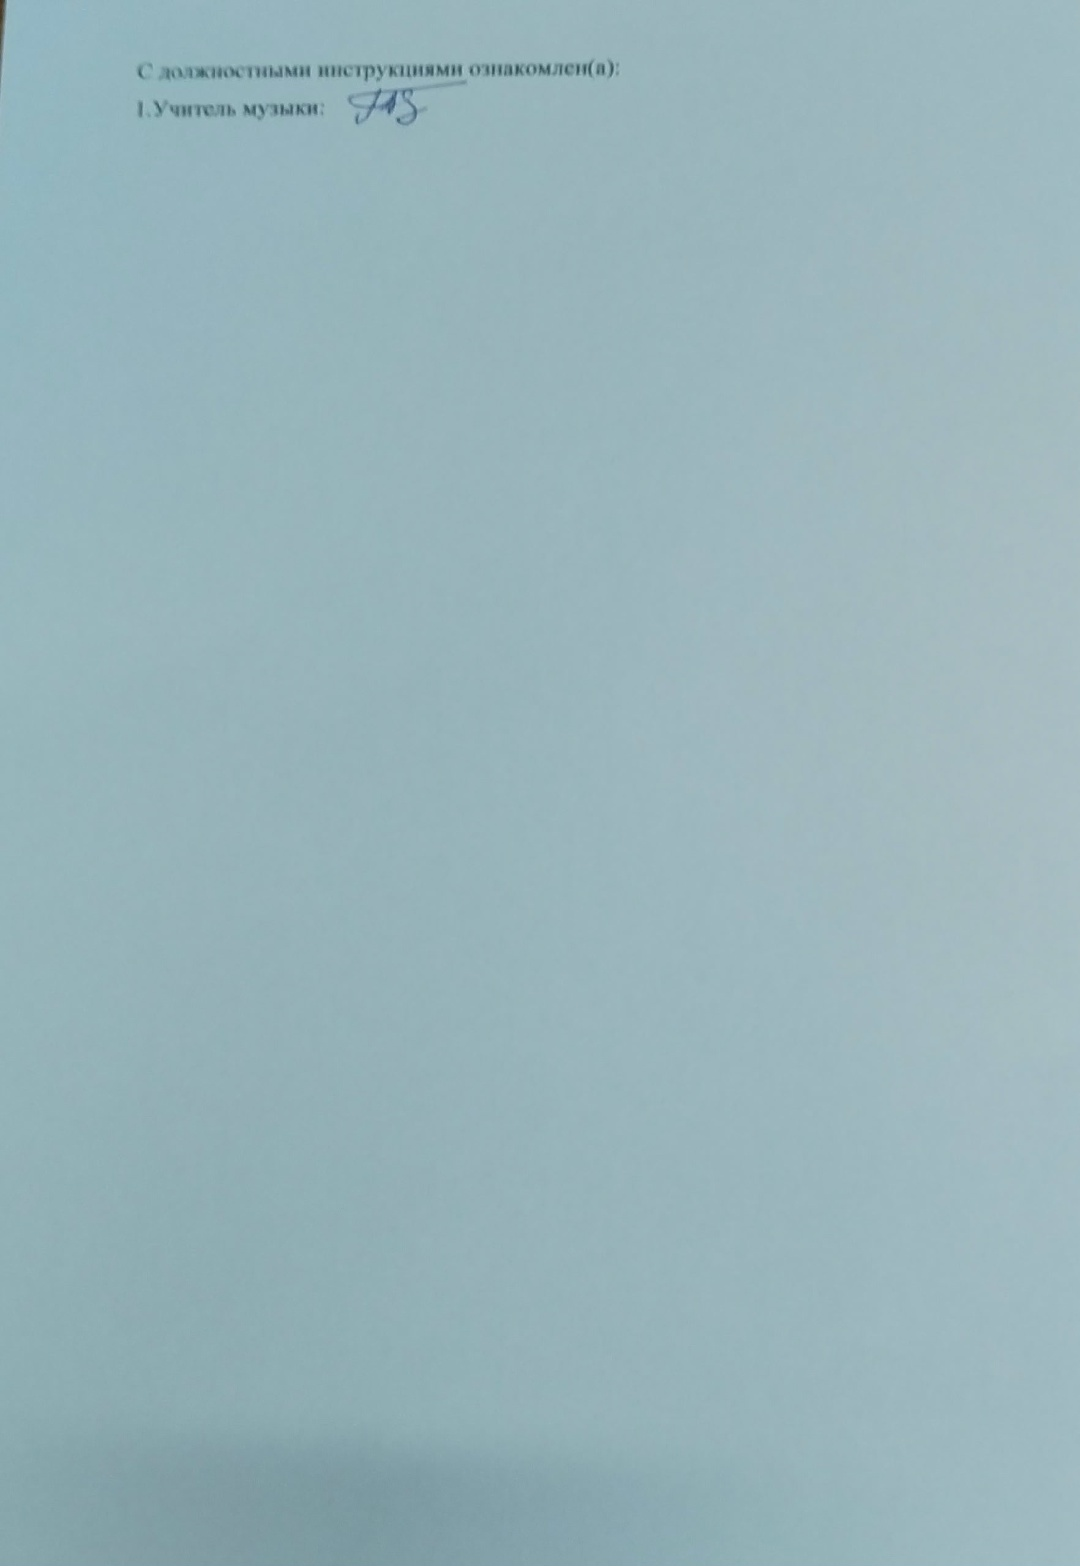 С должностными инструкциями ознакомлен(а):
1.Учитель музыки: